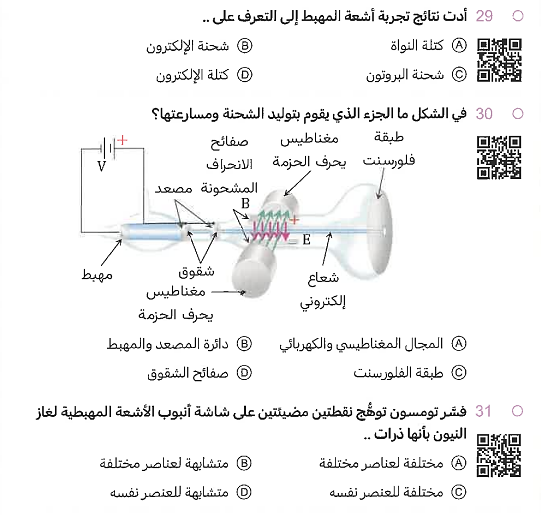 29 أدت نتائج تجربة أشعة المهبط إلى التعرف على ..
A كتلة النواة B شحنة الإلكترون
C شحنة البروتون D كتلة الإلكترون
30 في الشكل ما الجزء الذي يقوم بتوليد الشحنة ومسارعتها؟
طبقة فلورسنت
مغناطيس يحرف الحزمة
صفائح الانحراف المشحونة
مصعد
V +
B
+
E
–
مهبط
شقوق
مغناطيس يحرف الحزمة
شعاع إلكتروني
A المجال المغناطيسي والكهربائي B دائرة المصعد والمهبط
C طبقة الفلورسنت D صفائح الشقوق
31 فسّر تومسون توهُّج نقطتين مضيئتين على شاشة أنبوب الأشعة المهبطية لغاز
النيون بأنها ذرات ..
A مختلفة لعناصر مختلفة B متشابهة لعناصر مختلفة
C مختلفة للعنصر نفسه D متشابهة للعنصر نفسه